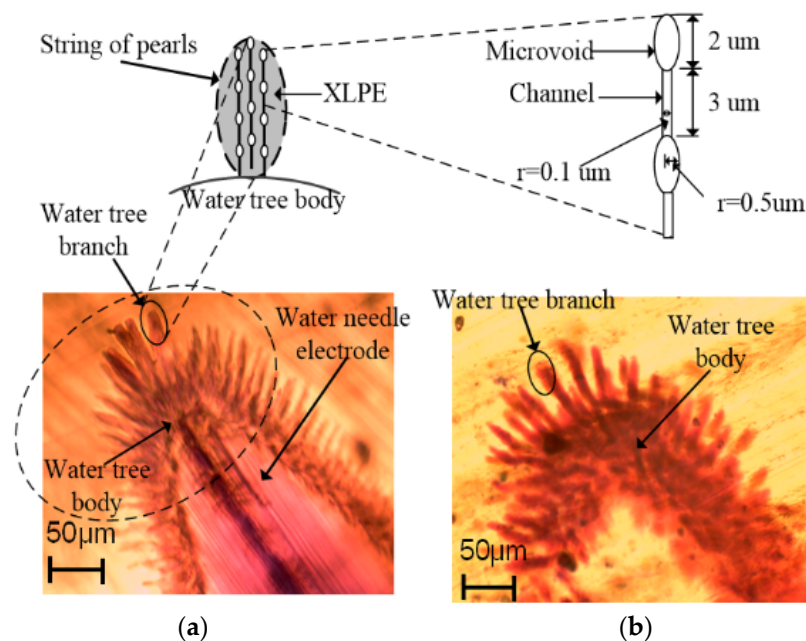 String of pearls
XLPE
Water tree body
Microvoid
2 um
Channel
3 um
r=0.1 um
r=0.5um
Water tree
branch
Water needle
electrode
Water tree
body
50μm
(a)
Water tree branch
Water tree
body
50μm
(b)